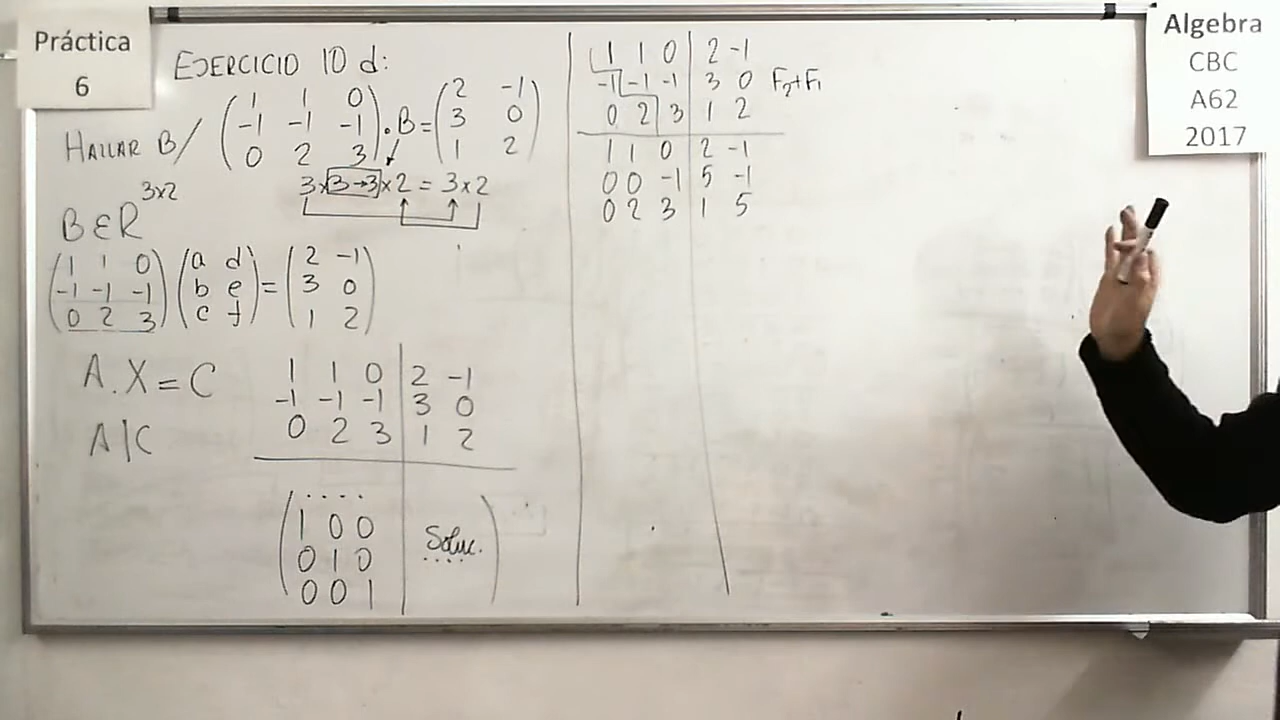 Práctica
6
EJERCICIO 10 d:
HALLAR B/ (1 1 0) . B = (2 -1)
(-1 -1 -1) (3 0)
(0 2 3) (1 2)
3x3→3x2 = 3x2
B ∈ R 3x2
(1 1 0) (a d) = (2 -1)
(-1 -1 -1) (b e) (3 0)
(0 2 3) (c f) (1 2)
A.X = C
A|C
1 1 0 | 2 -1
-1 -1 -1 | 3 0
0 2 3 | 1 2
. . . .
1 0 0
0 1 0 | Soluc.
0 0 1
1 1 0 | 2 -1
-1 -1 -1 | 3 0 F2+F1
0 2 3 | 1 2
1 1 0 | 2 -1
0 0 -1 | 5 -1
0 2 3 | 1 5
Algebra
CBC
A62
2017